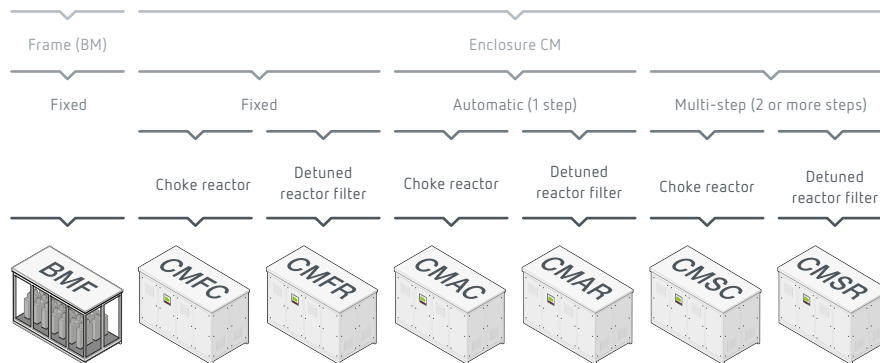 Frame (BM)
Enclosure CM
Fixed
Fixed
Automatic (1 step)
Multi-step (2 or more steps)
Choke reactor
Detuned
reactor filter
Choke reactor
Detuned
reactor filter
Choke reactor
Detuned
reactor filter
BMF
CMFC
CMFR
CMAC
CMAR
CMSC
CMSR